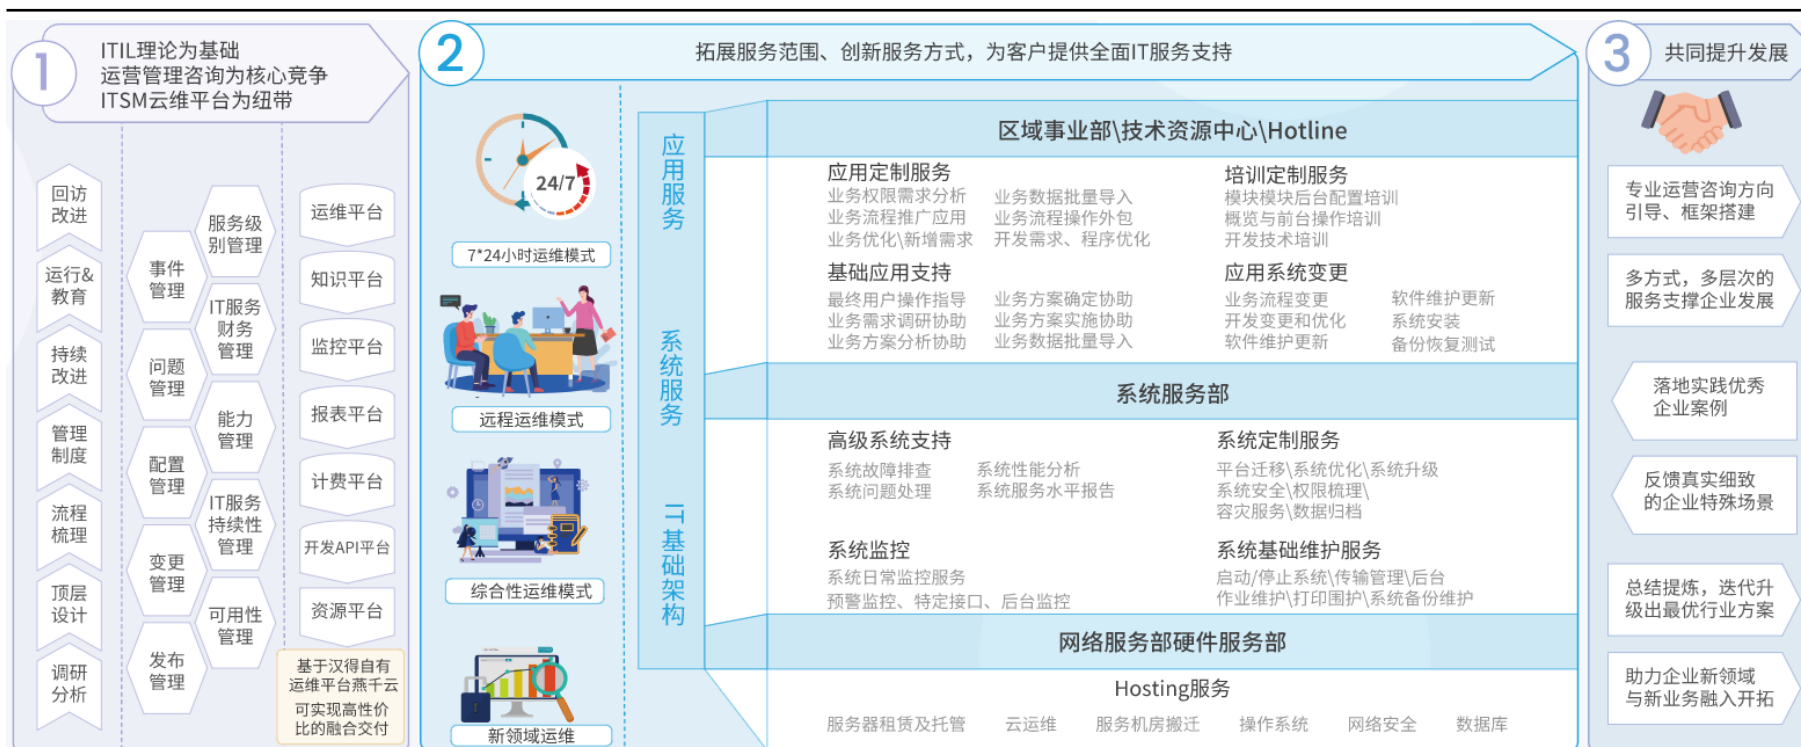 1
ITIL理论为基础
运营管理咨询为核心竞争
ITSM云维平台为纽带
回访
改进
运行&
教育
持续
改进
管理
制度
流程
梳理
顶层
设计
调研
分析
事件
管理
问题
管理
配置
管理
变更
管理
发布
管理
服务级
别管理
IT服务
财务
管理
能力
管理
IT服务
持续性
管理
可用性
管理
运维平台
知识平台
监控平台
报表平台
计费平台
开发API平台
资源平台
基于汉得自有
运维平台燕千云
可实现高性价
比的融合交付
2
拓展服务范围、创新服务方式，为客户提供全面IT服务支持
24/7
7*24小时运维模式
远程运维模式
综合性运维模式
新领域运维
应用服务
系统服务
IT基础架构
区域事业部\技术资源中心\Hotline
应用定制服务
业务权限需求分析
业务数据批量导入
业务流程推广应用
业务流程操作外包
业务优化\新增需求
开发需求、程序优化
培训定制服务
模块模块后台配置培训
概览与前台操作培训
开发技术培训
基础应用支持
最终用户操作指导
业务方案确定协助
业务需求调研协助
业务方案实施协助
业务方案分析协助
业务数据批量导入
应用系统变更
业务流程变更
软件维护更新
开发变更和优化
系统安装
软件维护更新
备份恢复测试
系统服务部
高级系统支持
系统故障排查
系统性能分析
系统问题处理
系统服务水平报告
系统定制服务
平台迁移\系统优化\系统升级
系统安全\权限梳理\
容灾服务\数据归档
系统监控
系统日常监控服务
预警监控、特定接口、后台监控
系统基础维护服务
启动/停止系统\传输管理\后台
作业维护\打印围护\系统备份维护
网络服务部硬件服务部
Hosting服务
服务器租赁及托管
云运维
服务机房搬迁
操作系统
网络安全
数据库
3
共同提升发展
专业运营咨询方向
引导、框架搭建
多方式，多层次的
服务支撑企业发展
落地实践优秀
企业案例
反馈真实细致
的企业特殊场景
总结提炼，迭代升
级出最优行业方案
助力企业新领域
与新业务融入开拓